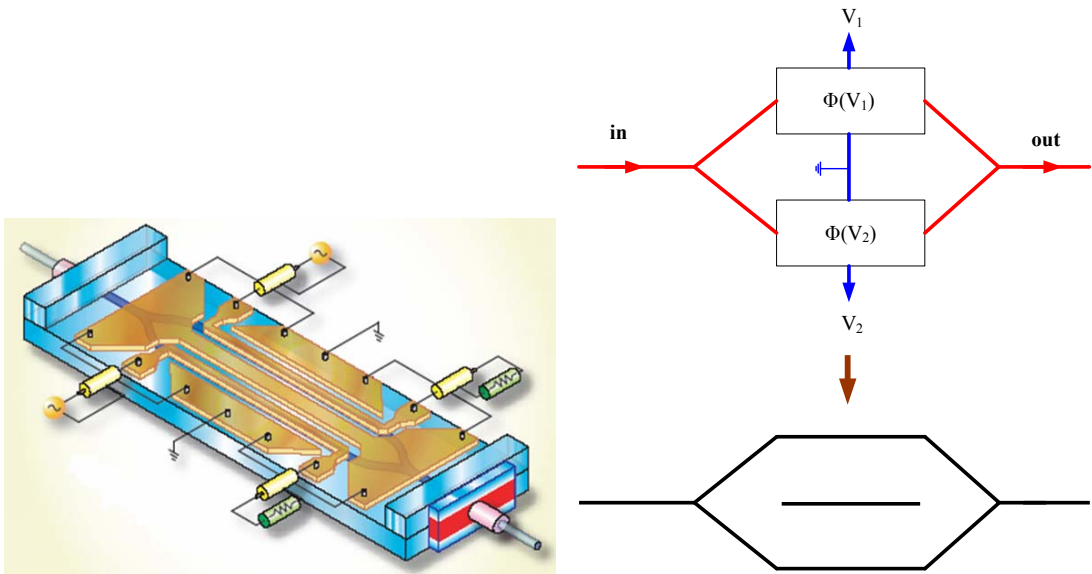 V₁
Φ(V₁)
in
out
Φ(V₂)
V₂